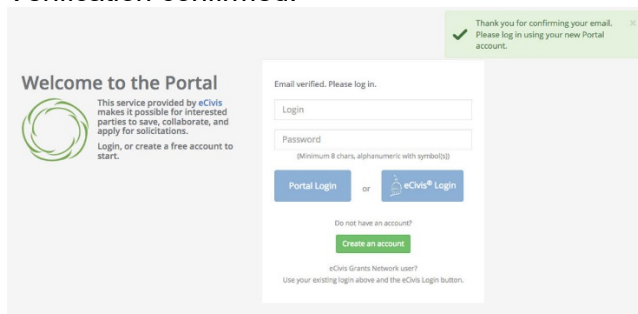 Verification confirmed.
Thank you for confirming your email.
Please log in using your new Portal
account.
Welcome to the Portal
This service provided by eCivis
makes it possible for interested
parties to save, collaborate, and
apply for solicitations.
Login, or create a free account to
start.
Email verified. Please log in.
Login
Password
(Minimum 8 chars, alphanumeric with symbol(s))
Portal Login or eCivis® Login
Do not have an account?
Create an account
eCivis Grants Network user?
Use your existing login above and the eCivis Login button.